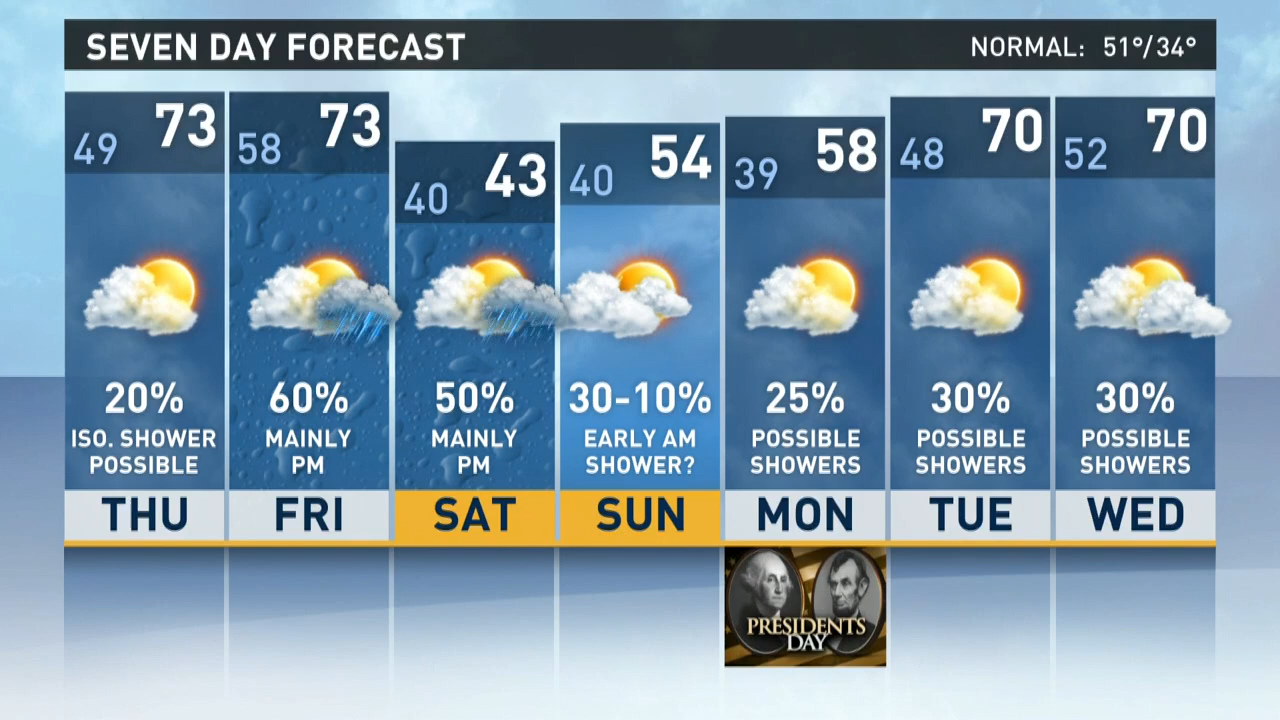 SEVEN DAY FORECAST
NORMAL: 51°/34°
49 73
20%
ISO. SHOWER
POSSIBLE
THU
58 73
60%
MAINLY
PM
FRI
40 43
50%
MAINLY
PM
SAT
40 54
30-10%
EARLY AM
SHOWER?
SUN
39 58
25%
POSSIBLE
SHOWERS
MON
PRESIDENTS
DAY
48 70
30%
POSSIBLE
SHOWERS
TUE
52 70
30%
POSSIBLE
SHOWERS
WED